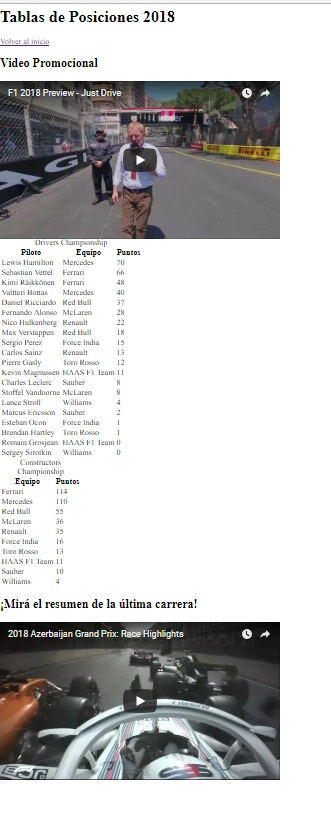 Tablas de Posiciones 2018
Volver al inicio
Video Promocional
F1 2018 Preview - Just Drive
PIRELLI
Drivers Championship
Piloto Equipo Puntos
Lewis Hamilton Mercedes 70
Sebastian Vettel Ferrari 66
Kimi Räikkönen Ferrari 48
Valtteri Bottas Mercedes 40
Daniel Ricciardo Red Bull 37
Fernando Alonso McLaren 28
Nico Hulkenberg Renault 22
Max Verstappen Red Bull 18
Sergio Perez Force India 15
Carlos Sainz Renault 13
Pierre Gasly Toro Rosso 12
Kevin Magnussen HAAS F1 Team 11
Charles Leclerc Sauber 8
Stoffel Vandoorne McLaren 8
Lance Stroll Williams 4
Marcus Ericsson Sauber 2
Esteban Ocon Force India 1
Brendan Hartley Toro Rosso 1
Romain Grosjean HAAS F1 Team 0
Sergey Sirotkin Williams 0
Constructors
Championship
Equipo Puntos
Ferrari 114
Mercedes 110
Red Bull 55
McLaren 36
Renault 35
Force India 16
Toro Rosso 13
HAAS F1 Team 11
Sauber 10
Williams 4
¡Mirá el resumen de la última carrera!
2018 Azerbaijan Grand Prix: Race Highlights